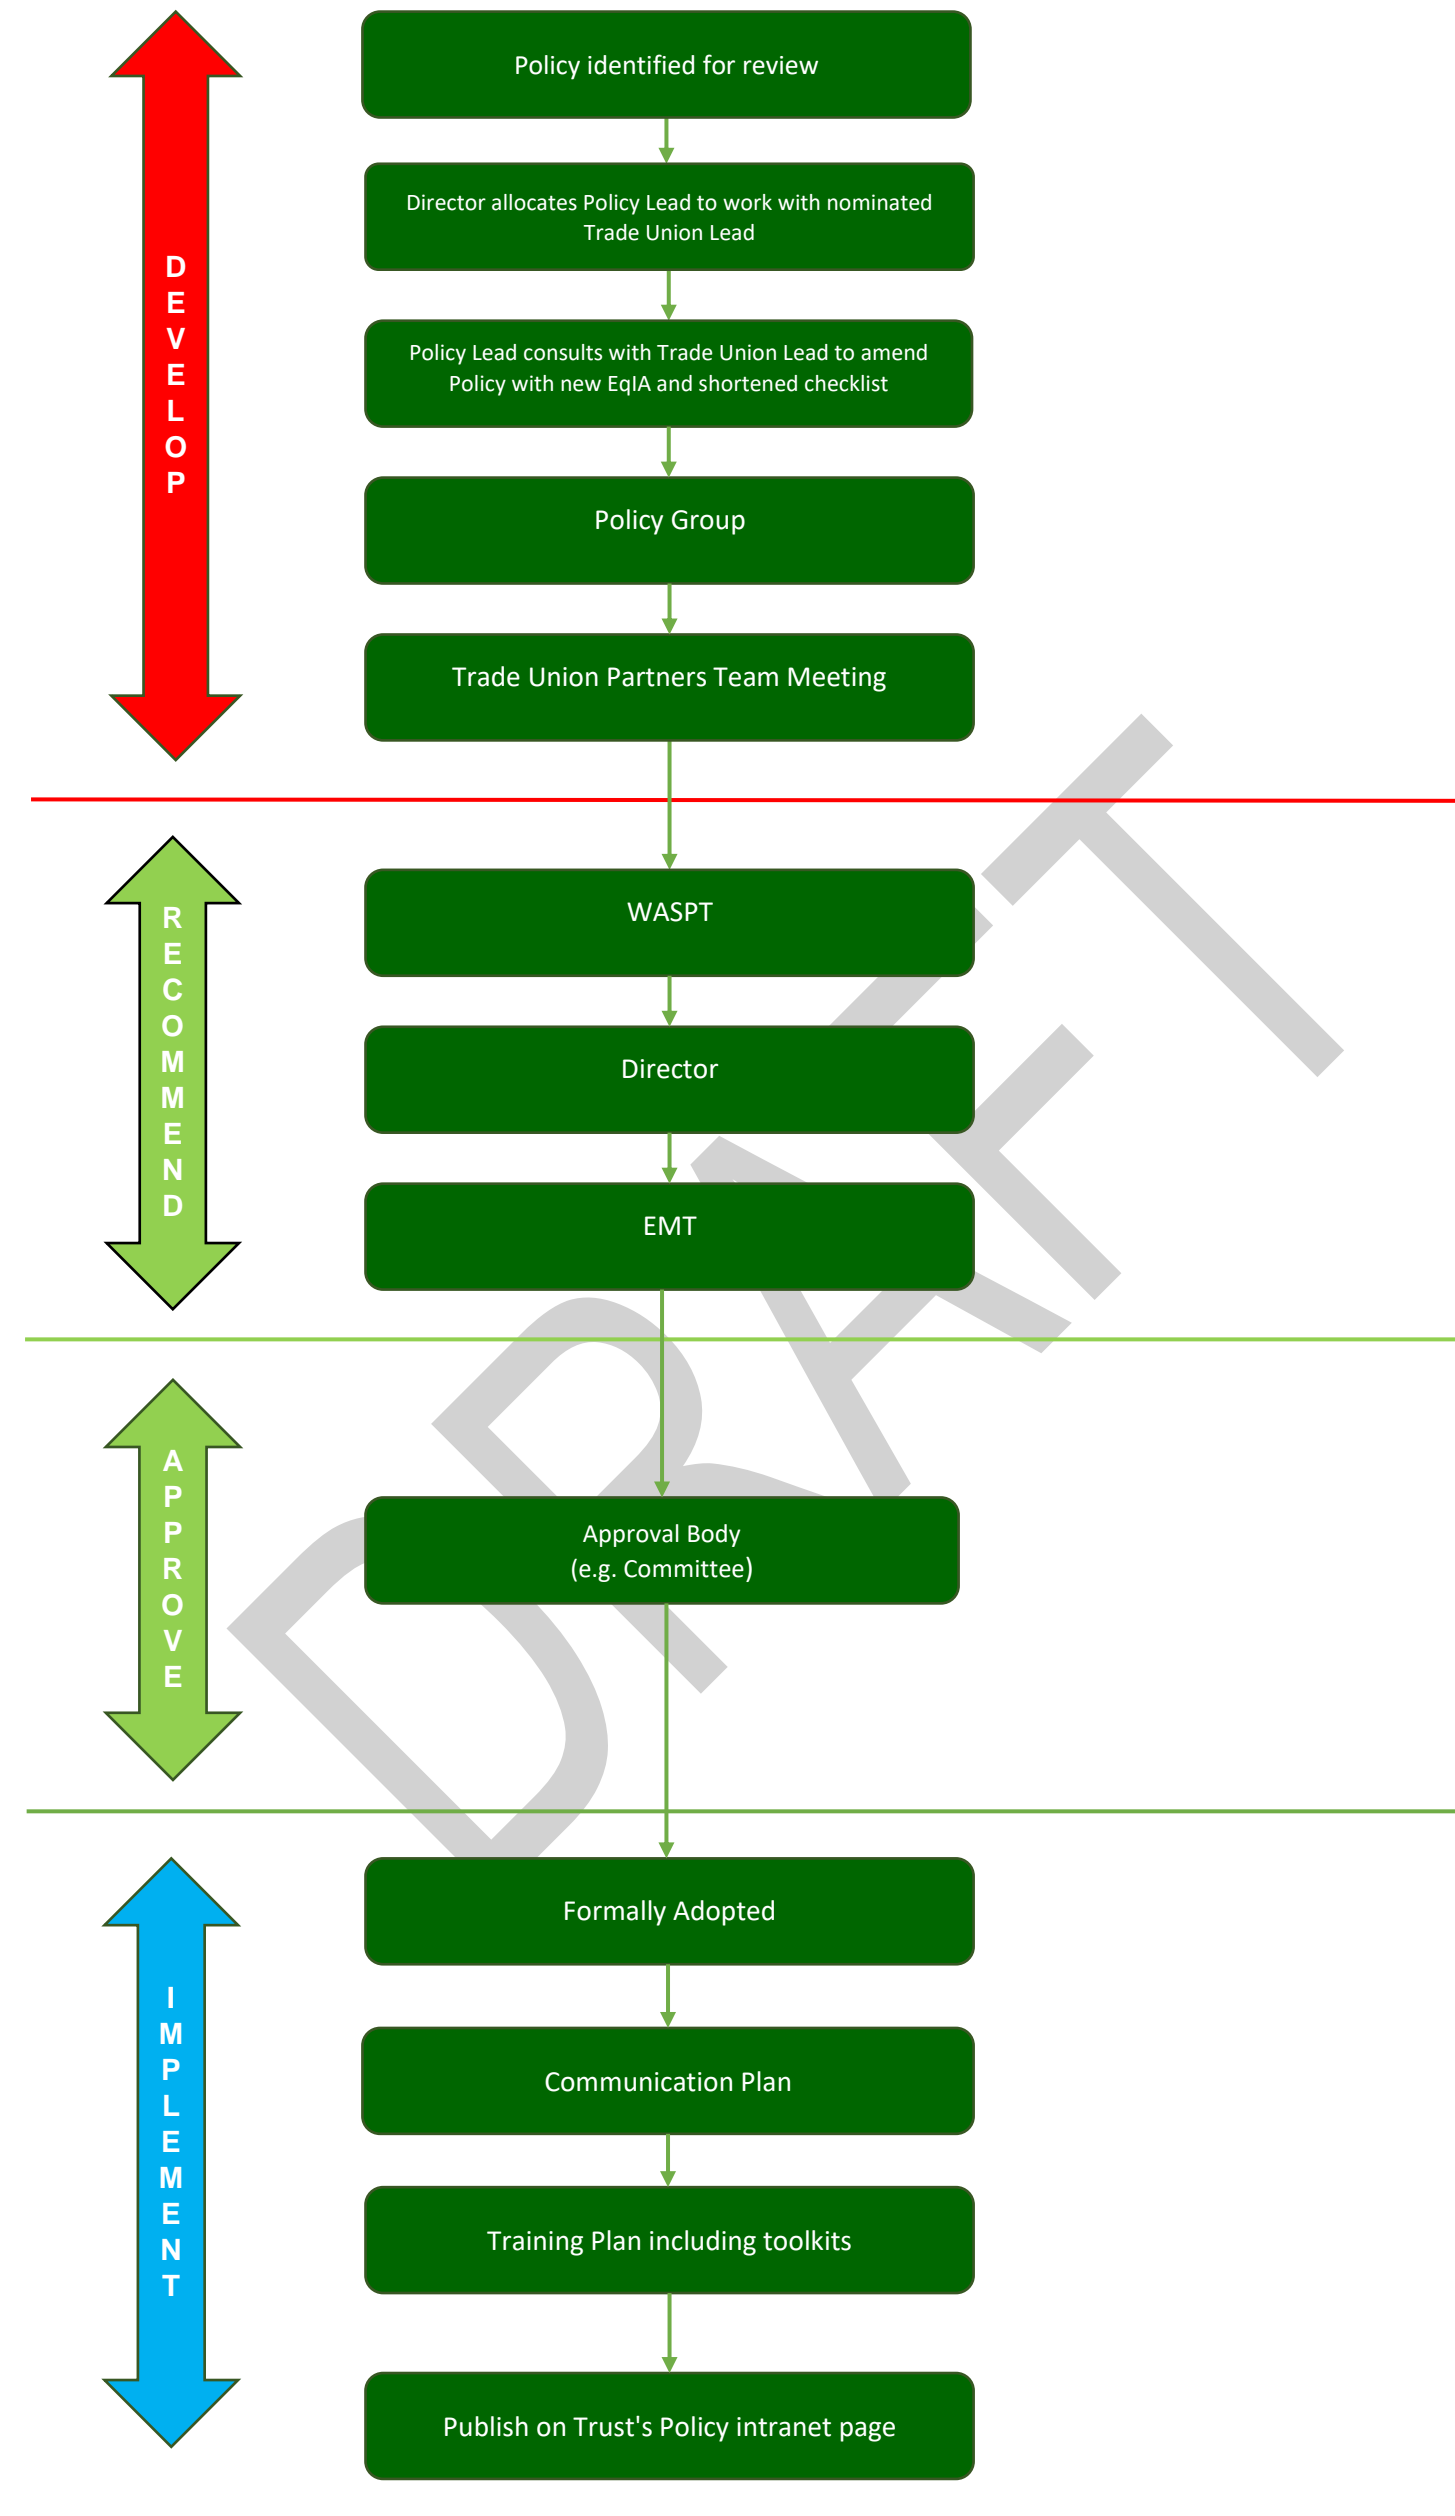 Policy identified for review
Director allocates Policy Lead to work with nominated
Trade Union Lead
Policy Lead consults with Trade Union Lead to amend
Policy with new EqIA and shortened checklist
Policy Group
Trade Union Partners Team Meeting
DEVELOP
WASPT
Director
EMT
RECOMMEND
Approval Body
(e.g. Committee)
APPROVE
Formally Adopted
Communication Plan
Training Plan including toolkits
Publish on Trust's Policy intranet page
IMPLEMENT
DRAFT